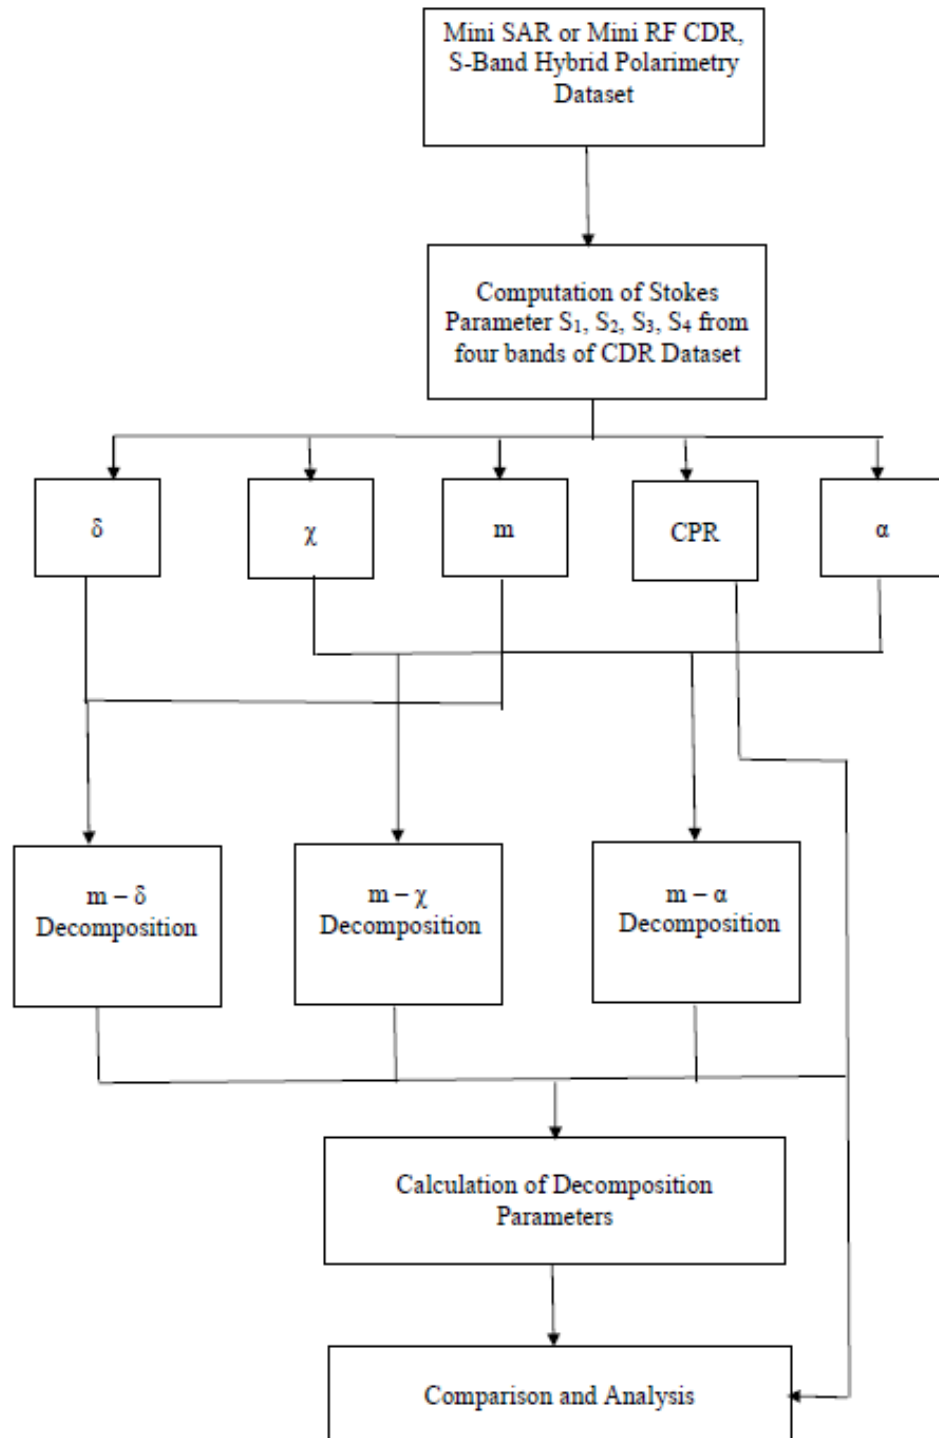 Mini SAR or Mini RF CDR,
S-Band Hybrid Polarimetry
Dataset
Computation of Stokes
Parameter S₁, S₂, S₃, S₄ from
four bands of CDR Dataset
δ
χ
m
CPR
α
m – δ
Decomposition
m – χ
Decomposition
m – α
Decomposition
Calculation of Decomposition
Parameters
Comparison and Analysis